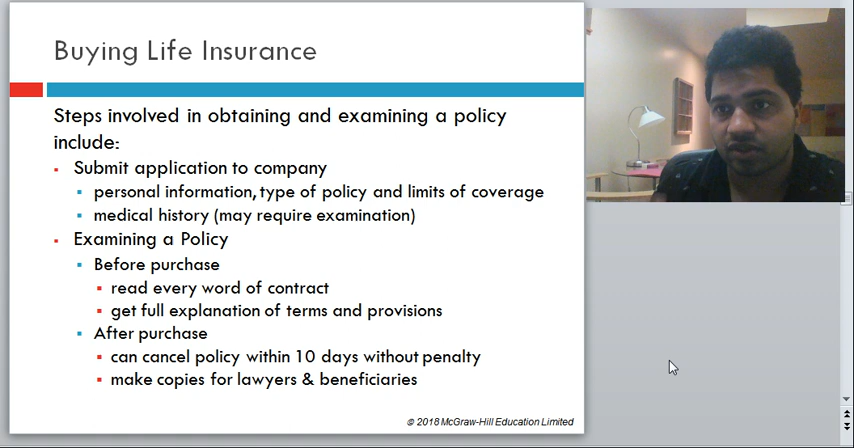 Buying Life Insurance
Steps involved in obtaining and examining a policy
include:
Submit application to company
personal information, type of policy and limits of coverage
medical history (may require examination)
Examining a Policy
Before purchase
read every word of contract
get full explanation of terms and provisions
After purchase
can cancel policy within 10 days without penalty
make copies for lawyers & beneficiaries
© 2018 McGraw-Hill Education Limited